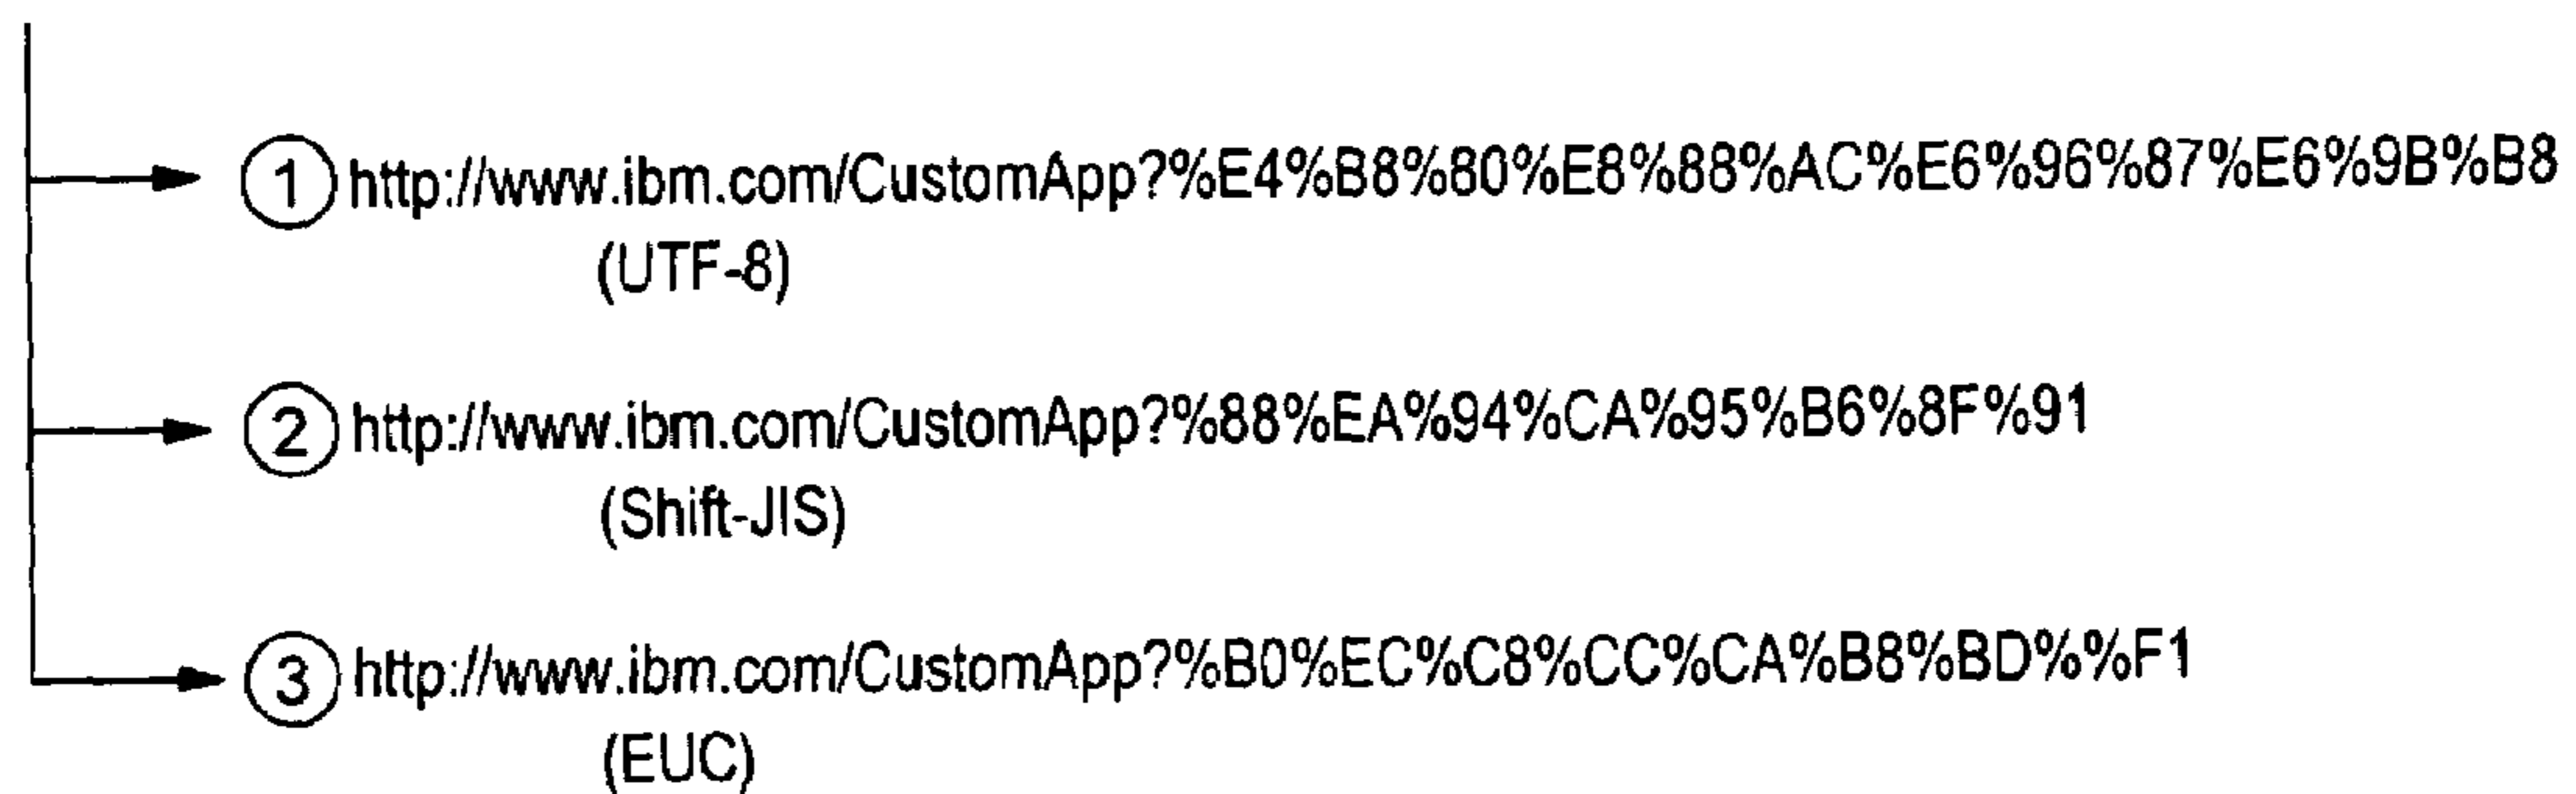 ① http://www.ibm.com/CustomApp?%E4%B8%80%E8%88%AC%E6%96%87%E6%9B%B8
(UTF-8)
② http://www.ibm.com/CustomApp?%88%EA%94%CA%95%B6%8F%91
(Shift-JIS)
③ http://www.ibm.com/CustomApp?%B0%EC%C8%CC%CA%B8%BD%%F1
(EUC)